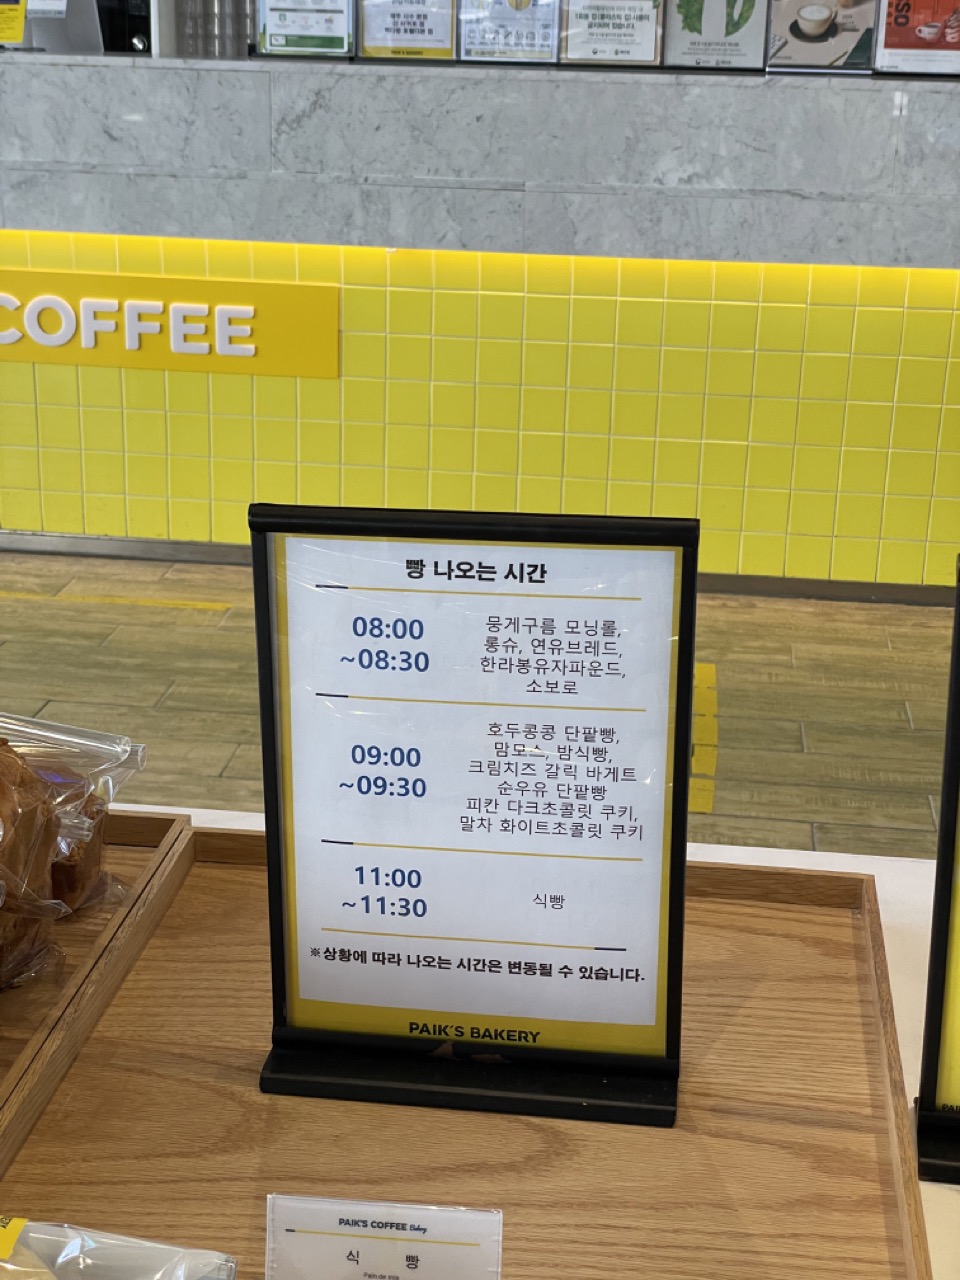 COFFEE
빵 나오는 시간
08:00
~08:30
뭉게구름 모닝롤,
롱슈, 연유브레드,
한라봉유자파운드,
소보로
09:00
~09:30
호두콩콩 단팥빵,
맘모스, 밤식빵,
크림치즈 갈릭 바게트
순우유 단팥빵
피칸 다크초콜릿 쿠키,
말차 화이트초콜릿 쿠키
11:00
~11:30
식빵
※상황에 따라 나오는 시간은 변동될 수 있습니다.
PAIK'S BAKERY
PAIK'S COFFEE Bakery
식 빵